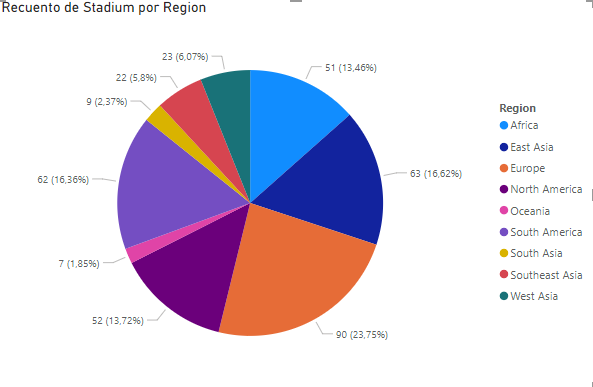 Recuento de Stadium por Region
23 (6,07%)
51 (13,46%)
22 (5,8%)
9 (2,37%)
62 (16,36%)
63 (16,62%)
7 (1,85%)
52 (13,72%)
90 (23,75%)
Region
Africa
East Asia
Europe
North America
Oceania
South America
South Asia
Southeast Asia
West Asia